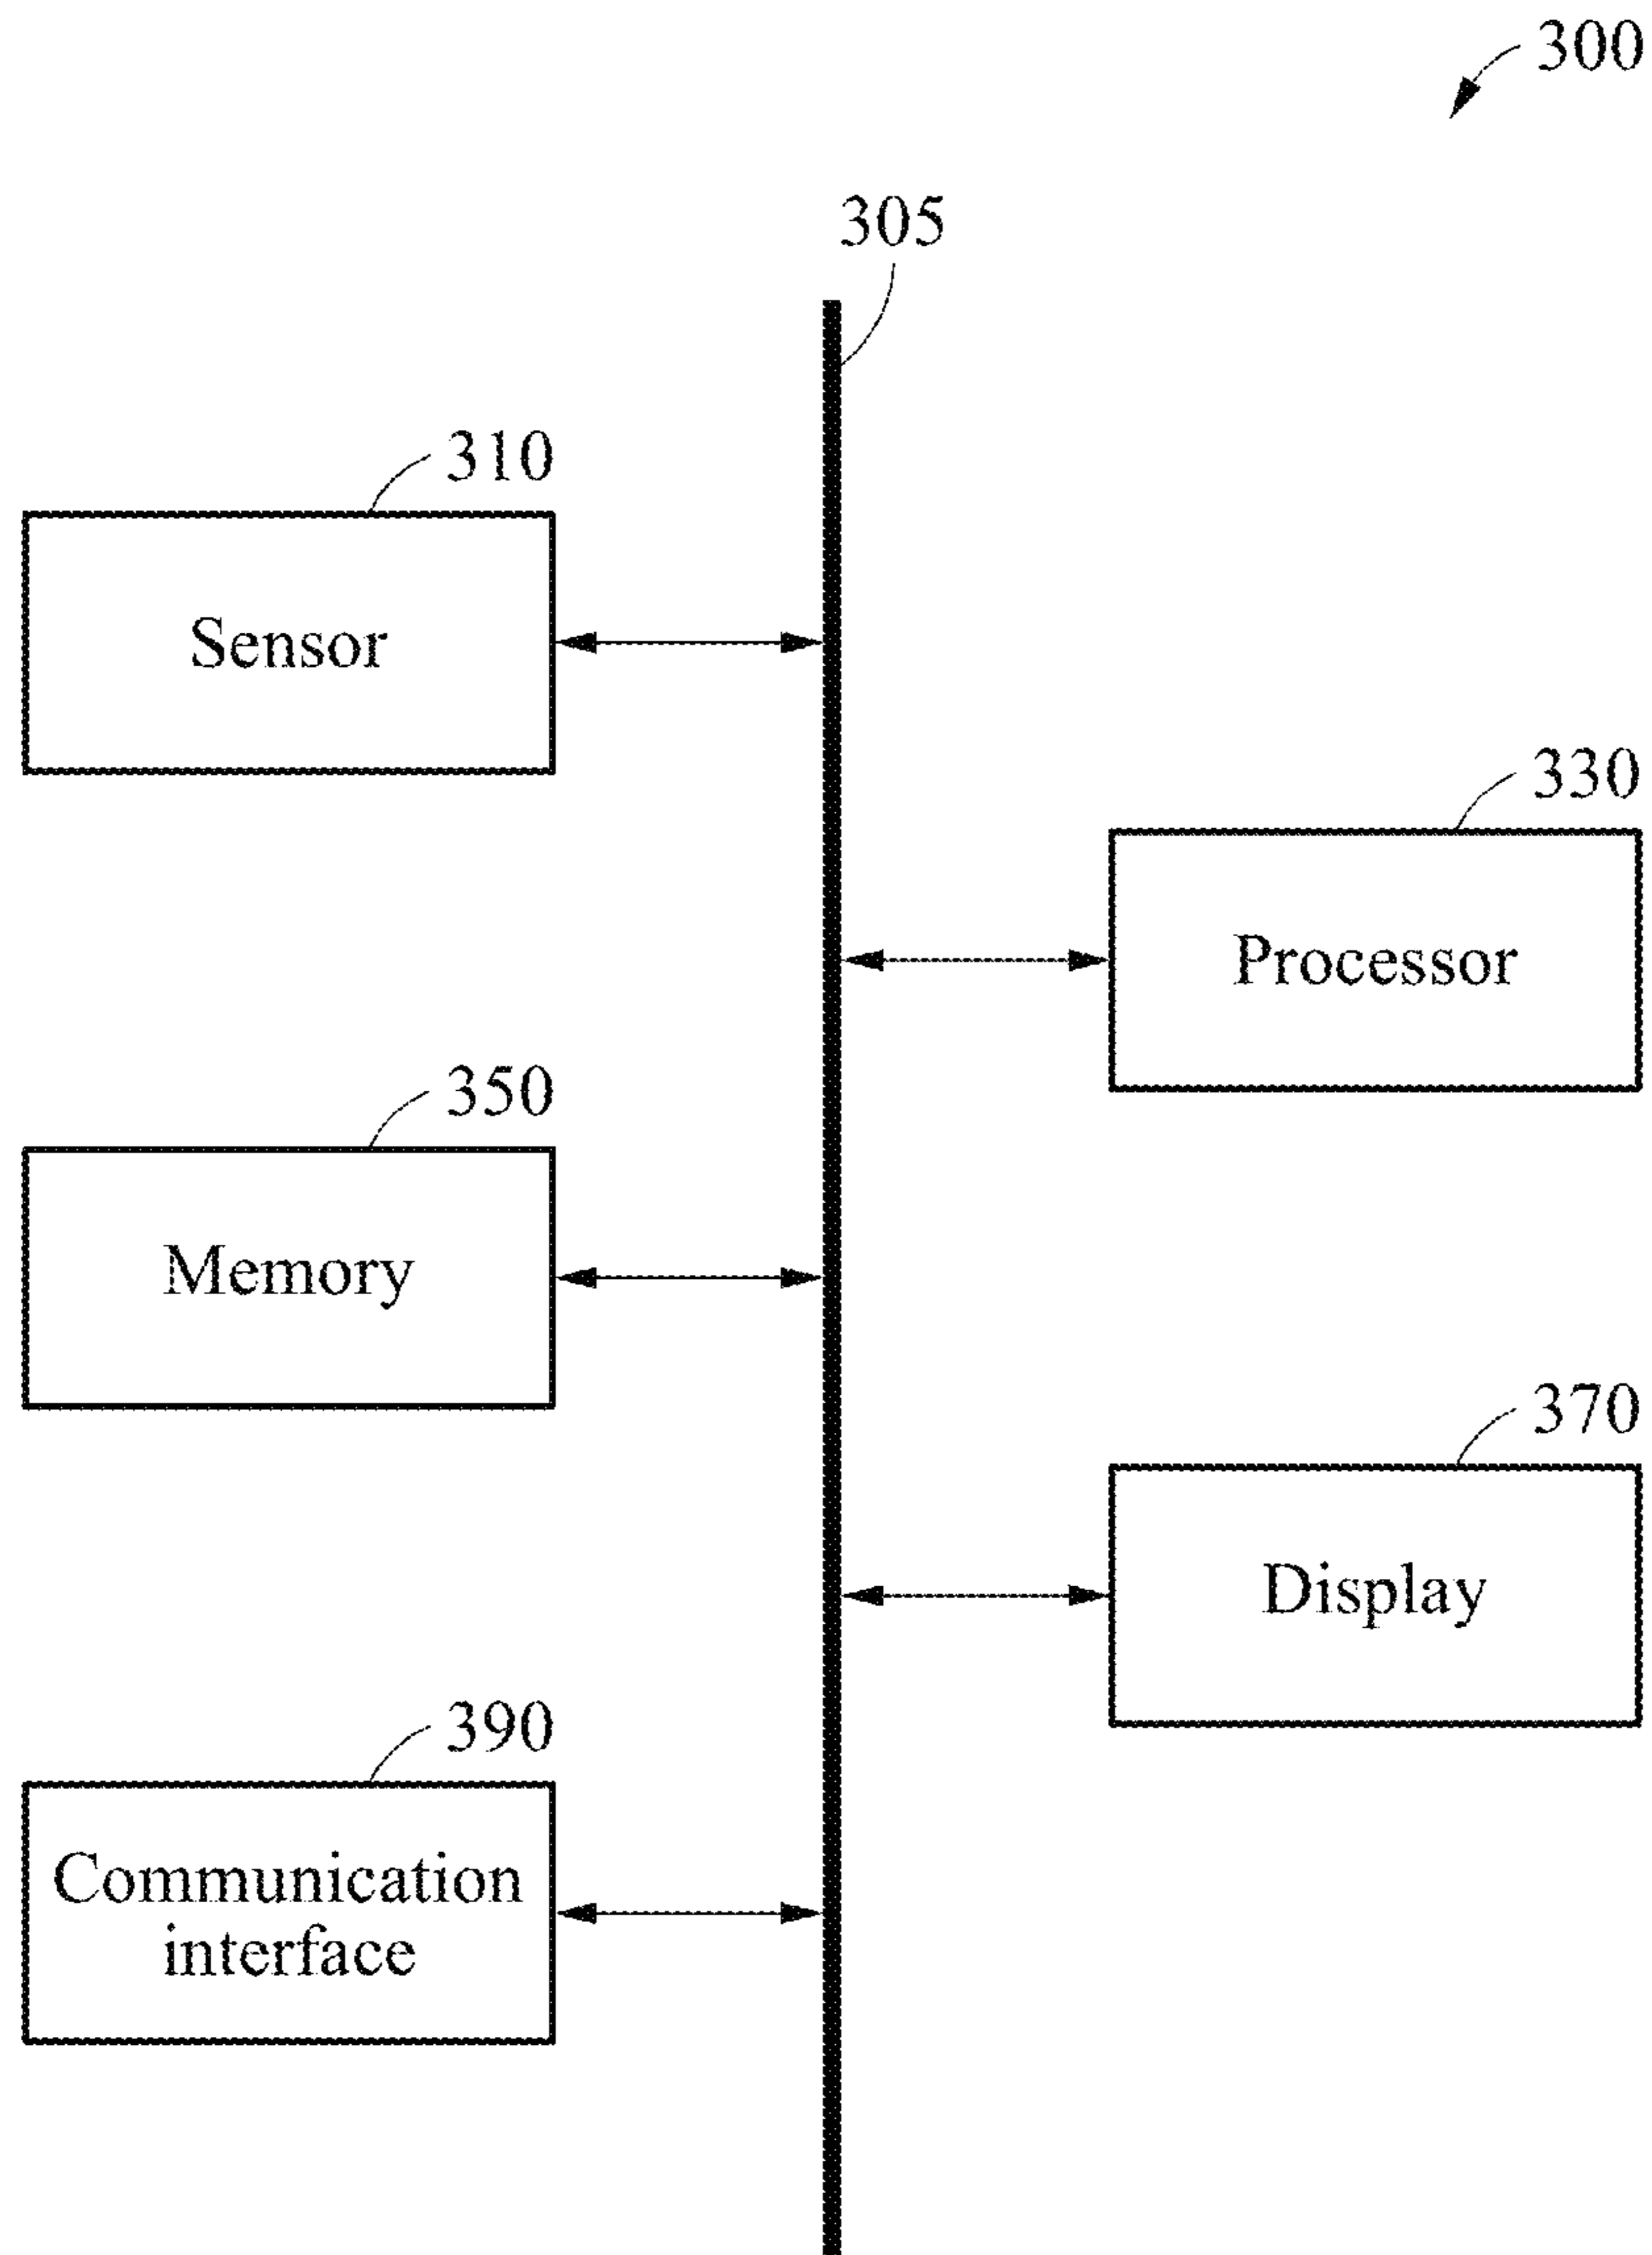 300
305
310
Sensor
330
Processor
350
Memory
370
Display
390
Communication
interface